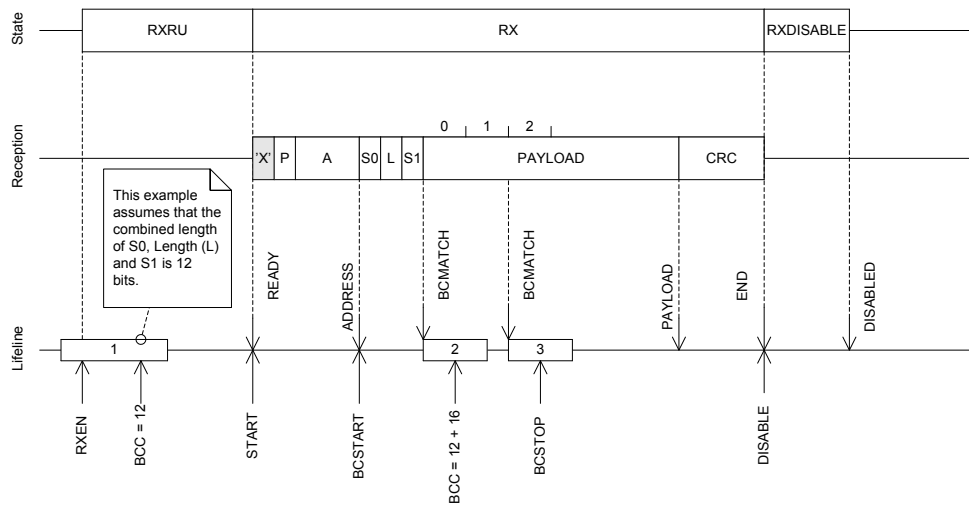 State
RXRU
RX
RXDISABLE
0 1 2
Reception
'X' P A S0 L S1 PAYLOAD CRC
This example
assumes that the
combined length
of S0, Length (L)
and S1 is 12
bits.
READY
ADDRESS
BCMATCH
BCMATCH
PAYLOAD
END
DISABLED
Lifeline
1
2
3
RXEN
BCC = 12
START
BCSTART
BCC = 12 + 16
BCSTOP
DISABLE